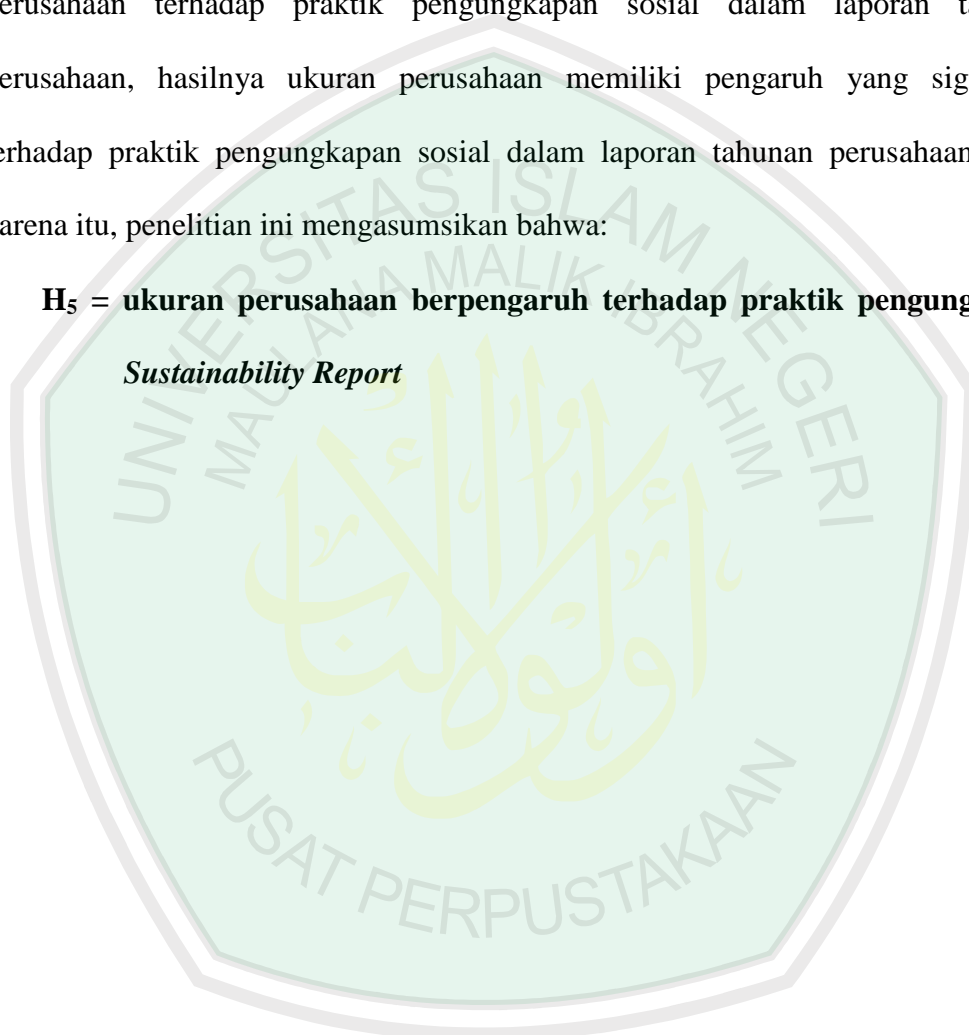 erusahaan terhadap praktik pengungkapan sosial dalam laporan ta
erusahaan, hasilnya ukuran perusahaan memiliki pengaruh yang sig
erhadap praktik pengungkapan sosial dalam laporan tahunan perusahaan
arena itu, penelitian ini mengasumsikan bahwa:
H₅ = ukuran perusahaan berpengaruh terhadap praktik pengung
Sustainability Report
UNIVERSITAS ISLAM NEGERI
MAULANA MALIK IBRAHIM
PUSAT PERPUSTAKAAN